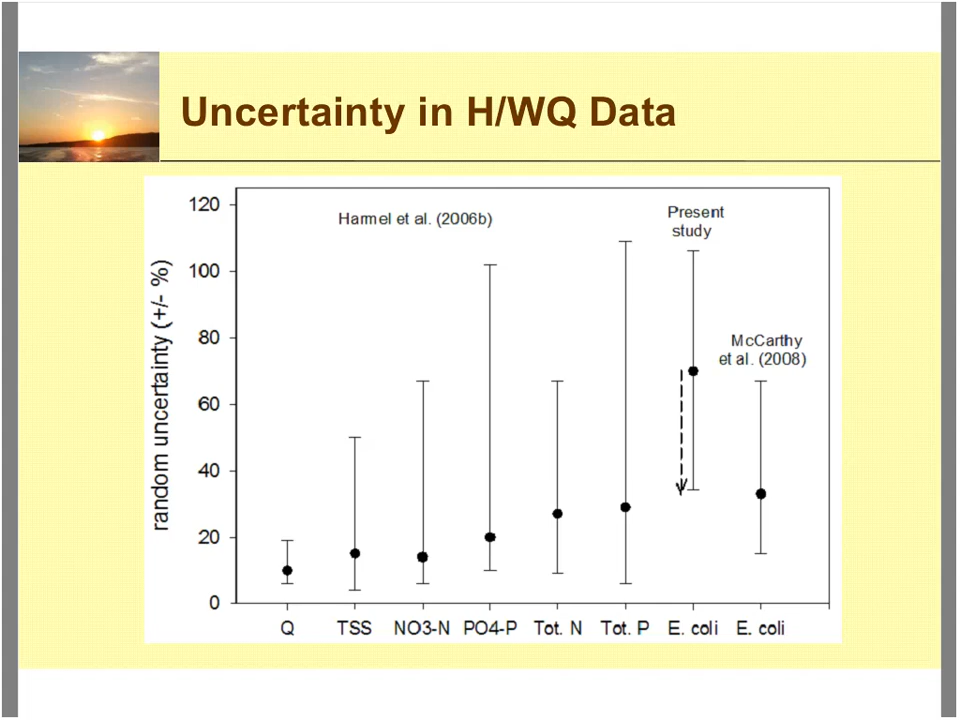 Uncertainty in H/WQ Data
120
100
80
60
40
20
0
random uncertainty (+/- %)
Harmel et al. (2006b)
Present
study
McCarthy
et al. (2008)
Q TSS NO3-N PO4-P Tot. N Tot. P E. coli E. coli